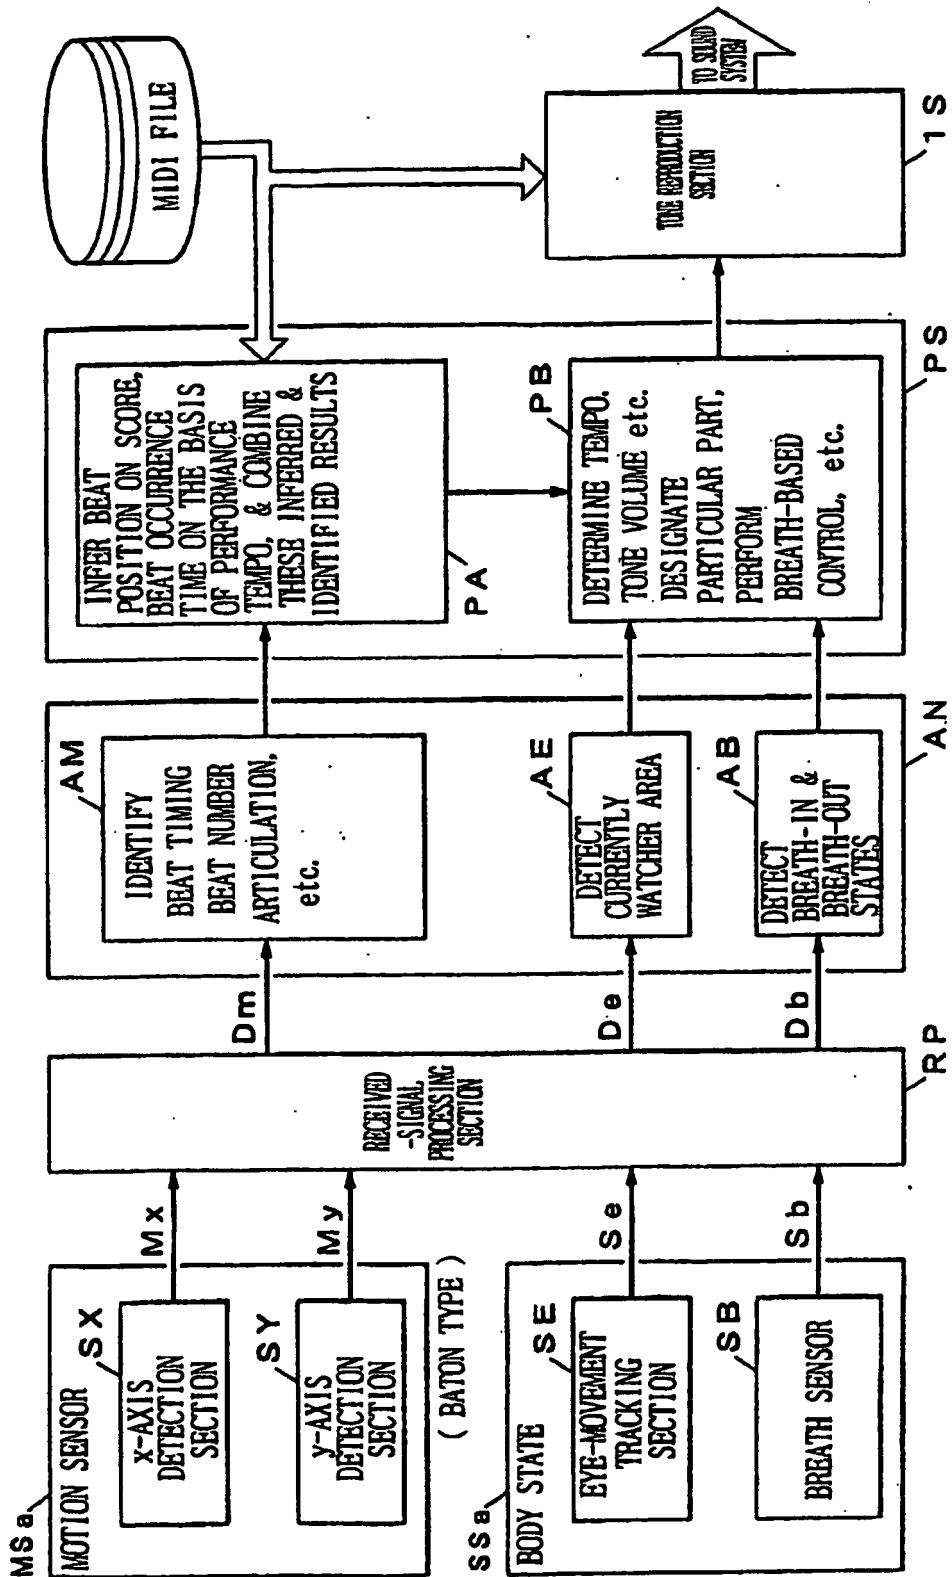 MSa
MOTION SENSOR
SX
x-AXIS
DETECTION
SECTION
SY
y-AXIS
DETECTION
SECTION
( BATON TYPE )
SSa
BODY STATE
SE
EYE-MOVEMENT
TRACKING
SECTION
SB
BREATH SENSOR
Mx
My
Se
Sb
RECEIVED
-SIGNAL
PROCESSING
SECTION
RP
Dm
De
Db
AM
IDENTIFY
BEAT TIMING
BEAT NUMBER
ARTICULATION,
etc.
AE
DETECT
CURRENTLY
WATCHER AREA
AB
DETECT
BREATH-IN &
BREATH-OUT
STATES
AN
INFER BEAT
POSITION ON SCORE,
BEAT OCCURRENCE
TIME ON THE BASIS
OF PERFORMANCE
TEMPO, & COMBINE
THESE INFERRED &
IDENTIFIED RESULTS
PA
PB
DETERMINE TEMPO.
TONE VOLUME etc.
DESIGNATE
PARTICULAR PART,
PERFORM
BREATH-BASED
CONTROL, etc.
PS
MIDI FILE
TONE REPRODUCTION
SECTION
1S
TO SOUND
SYSTEM